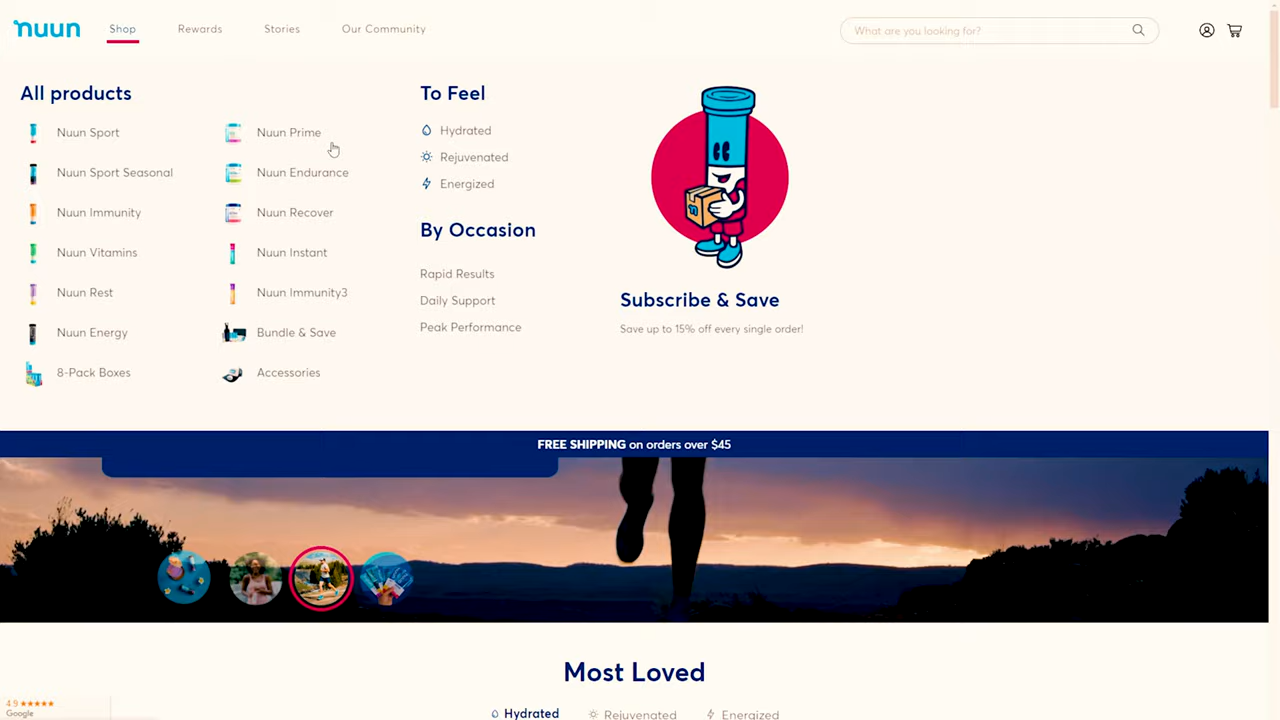 nuun
Shop
Rewards
Stories
Our Community
What are you looking for?
All products
Nuun Sport
Nuun Sport Seasonal
Nuun Immunity
Nuun Vitamins
Nuun Rest
Nuun Energy
8-Pack Boxes
Nuun Prime
Nuun Endurance
Nuun Recover
Nuun Instant
Nuun Immunity3
Bundle & Save
Accessories
To Feel
Hydrated
Rejuvenated
Energized
By Occasion
Rapid Results
Daily Support
Peak Performance
Subscribe & Save
Save up to 15% off every single order!
FREE SHIPPING on orders over $45
Most Loved
Hydrated
Rejuvenated
Energized
4.9 ★★★★★
Google